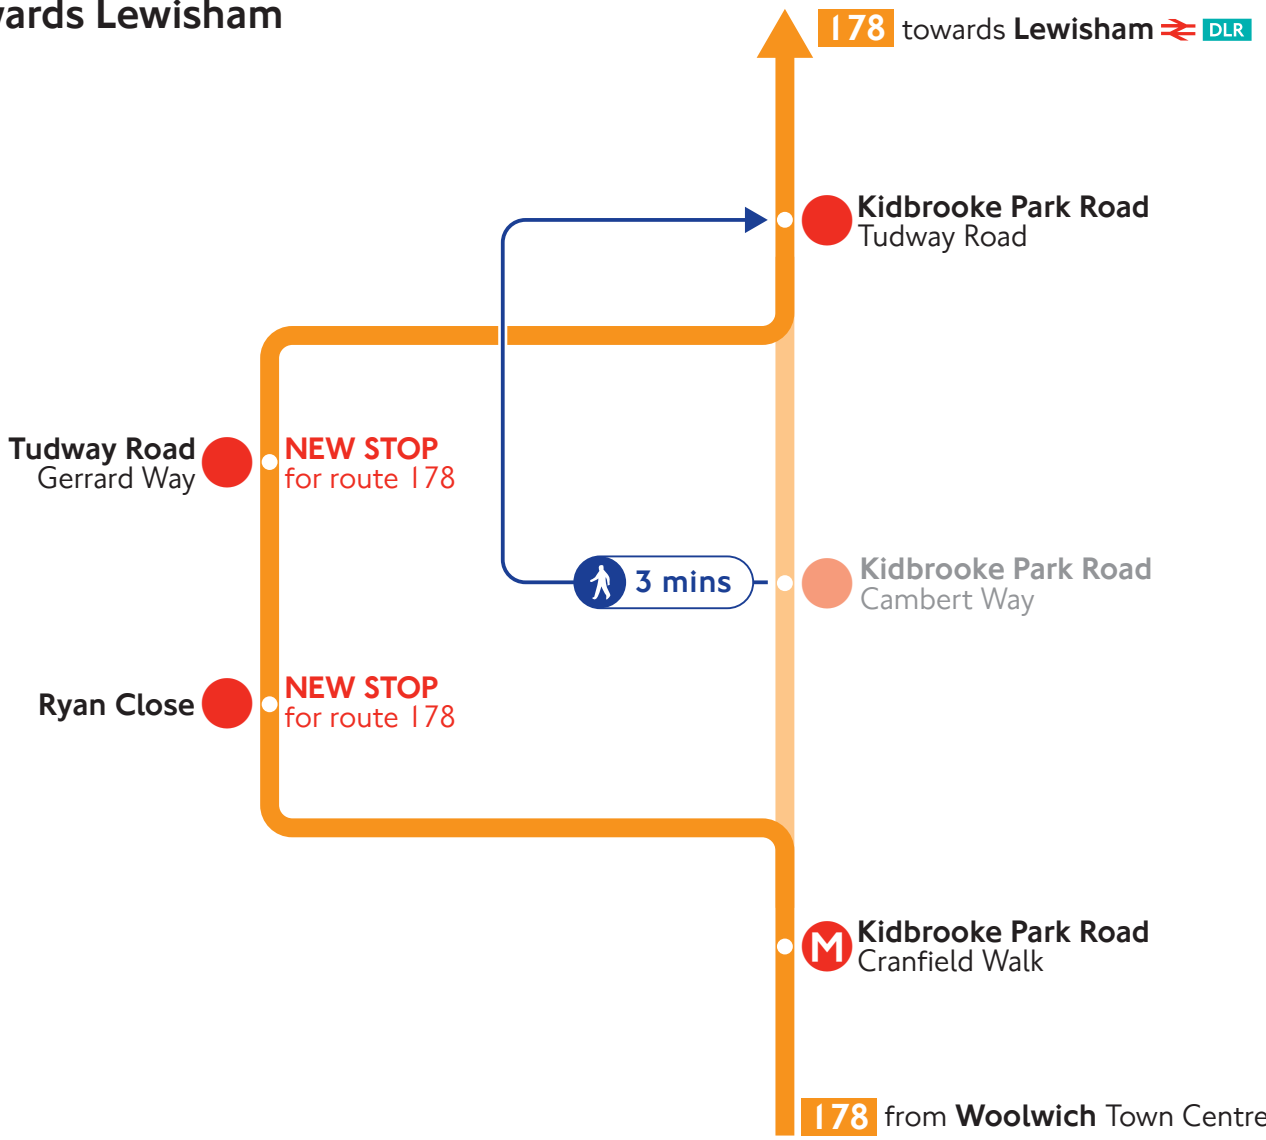 wards Lewisham
178 towards Lewisham DLR
Kidbrooke Park Road
Tudway Road
Tudway Road
Gerrard Way
NEW STOP
for route 178
3 mins
Kidbrooke Park Road
Cambert Way
Ryan Close
NEW STOP
for route 178
M
Kidbrooke Park Road
Cranfield Walk
178 from Woolwich Town Centre